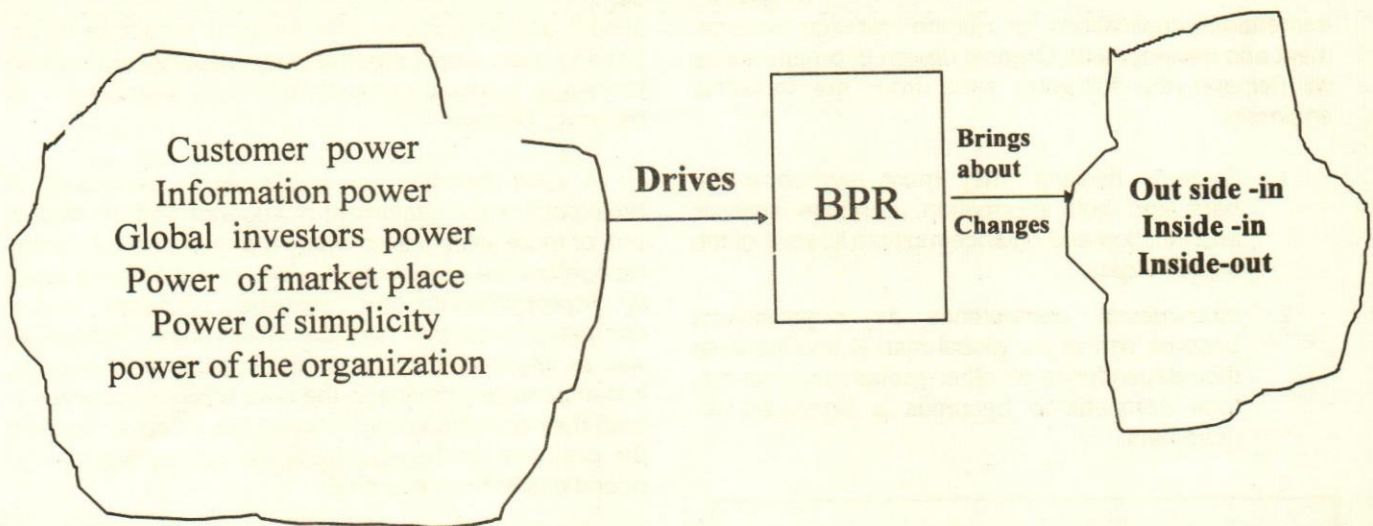 Customer power
Information power
Global investors power
Power of market place
Power of simplicity
power of the organization
Drives
BPR
Brings
about
Changes
Out side -in
Inside -in
Inside-out